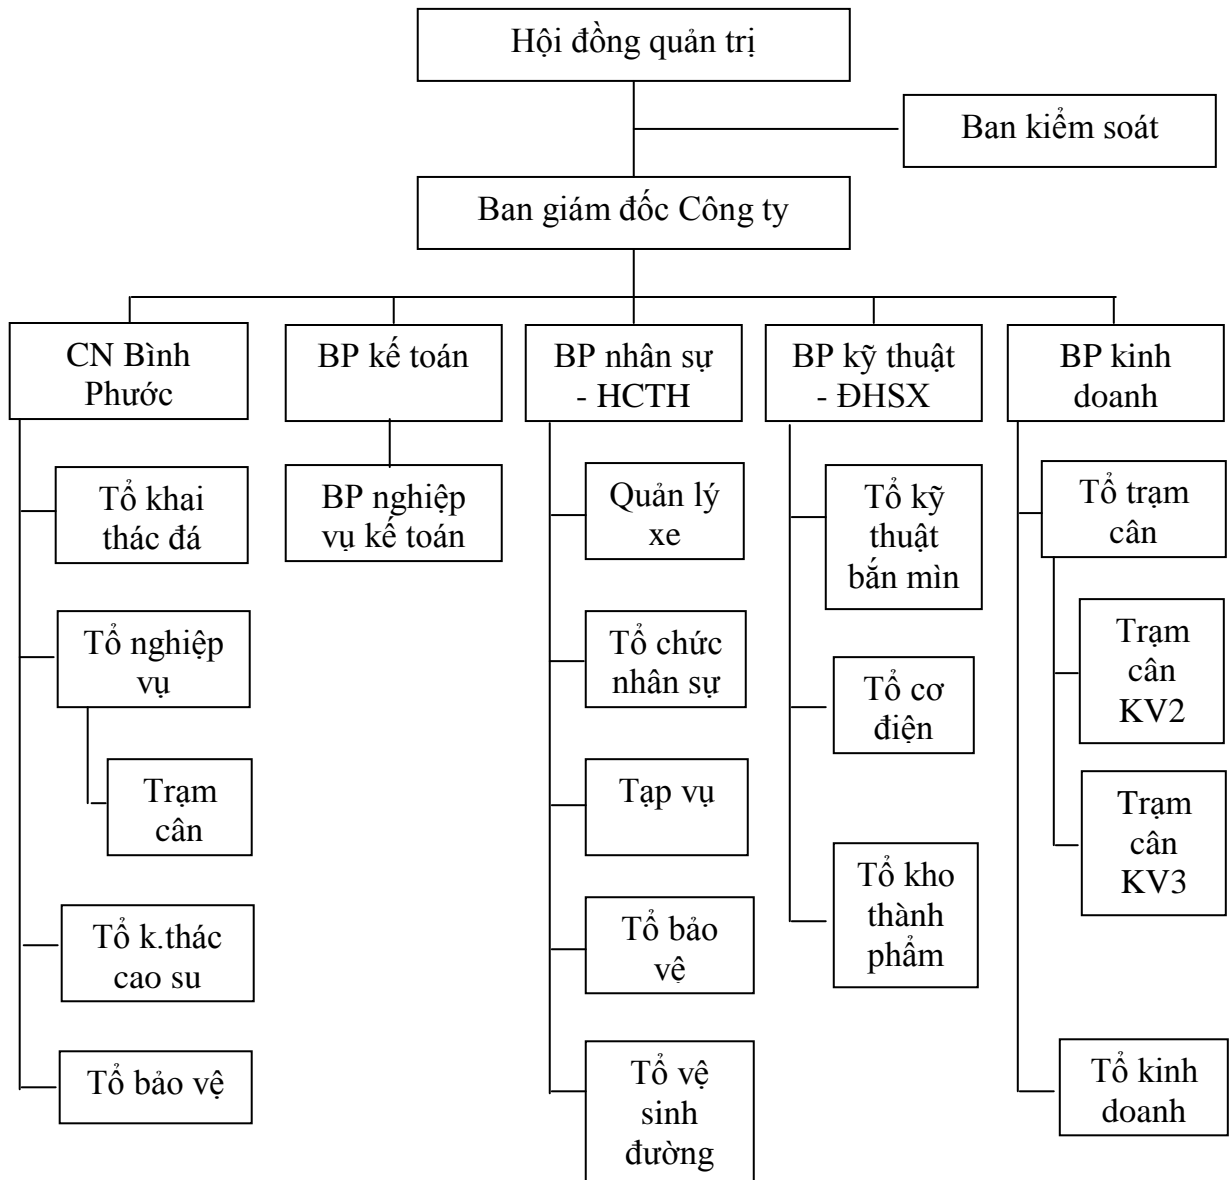 Hội đồng quản trị
Ban kiểm soát
Ban giám đốc Công ty
CN Bình
Phước
BP kế toán
BP nhân sự
- HCTH
BP kỹ thuật
- ĐHSX
BP kinh
doanh
Tổ khai
thác đá
Tổ nghiệp
vụ
Trạm
cân
Tổ k.thác
cao su
Tổ bảo vệ
BP nghiệp
vụ kế toán
Quản lý
xe
Tổ chức
nhân sự
Tạp vụ
Tổ bảo
vệ
Tổ vệ
sinh
đường
Tổ kỹ
thuật
bắn mìn
Tổ cơ
điện
Tổ kho
thành
phẩm
Tổ trạm
cân
Trạm
cân
KV2
Trạm
cân
KV3
Tổ kinh
doanh